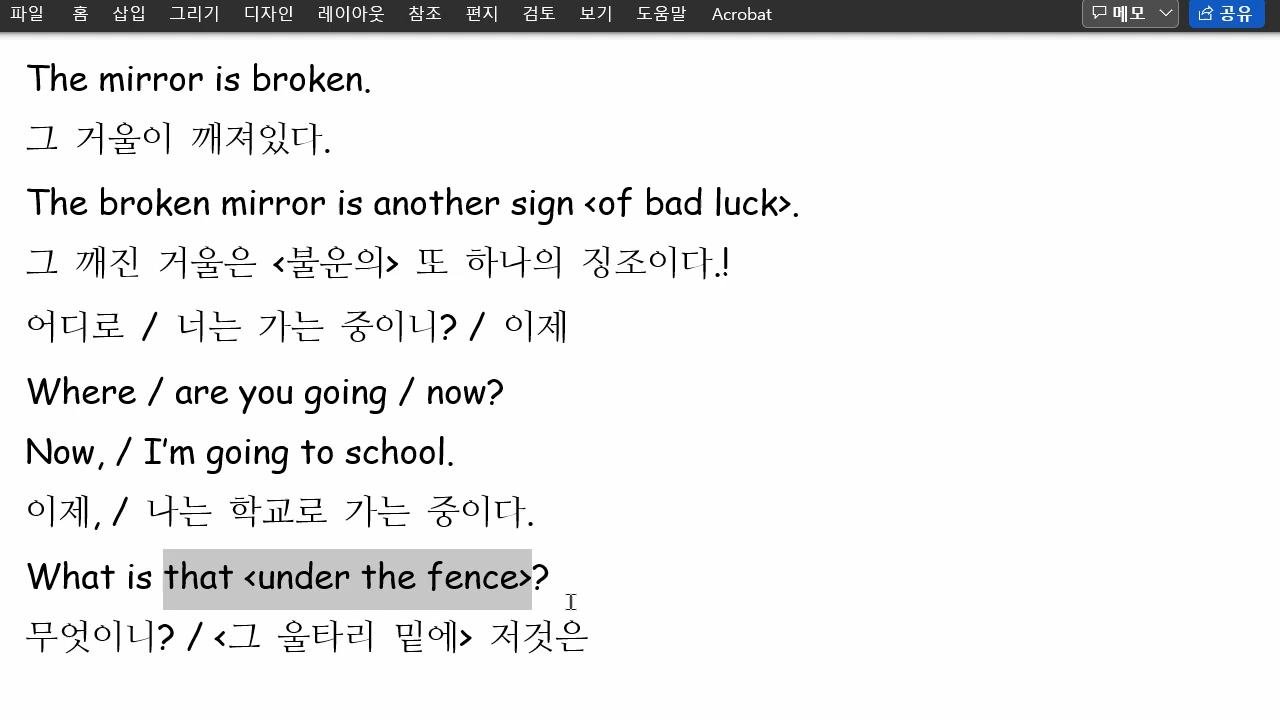 파일 홈 삽입 그리기 디자인 레이아웃 참조 편지 검토 보기 도움말 Acrobat 메모 공유
The mirror is broken.
그 거울이 깨져있다.
The broken mirror is another sign <of bad luck>.
그 깨진 거울은 <불운의> 또 하나의 징조이다.!
어디로 / 너는 가는 중이니? / 이제
Where / are you going / now?
Now, / I’m going to school.
이제, / 나는 학교로 가는 중이다.
What is that <under the fence>?
무엇이니? / <그 울타리 밑에> 저것은